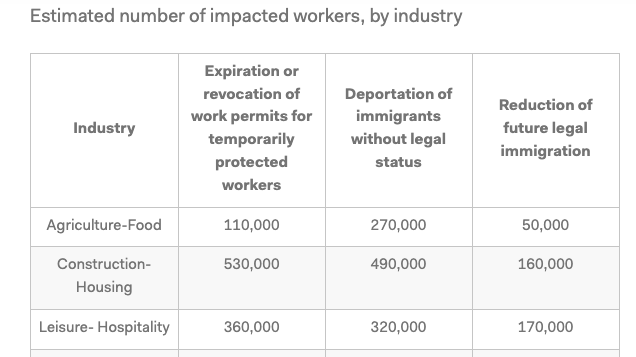 Estimated number of impacted workers, by industry
Industry
Expiration or
revocation of
work permits for
temporarily
protected
workers
Deportation of
immigrants
without legal
status
Reduction of
future legal
immigration
Agriculture-Food 110,000 270,000 50,000
Construction- 530,000 490,000 160,000
Housing
Leisure- Hospitality 360,000 320,000 170,000